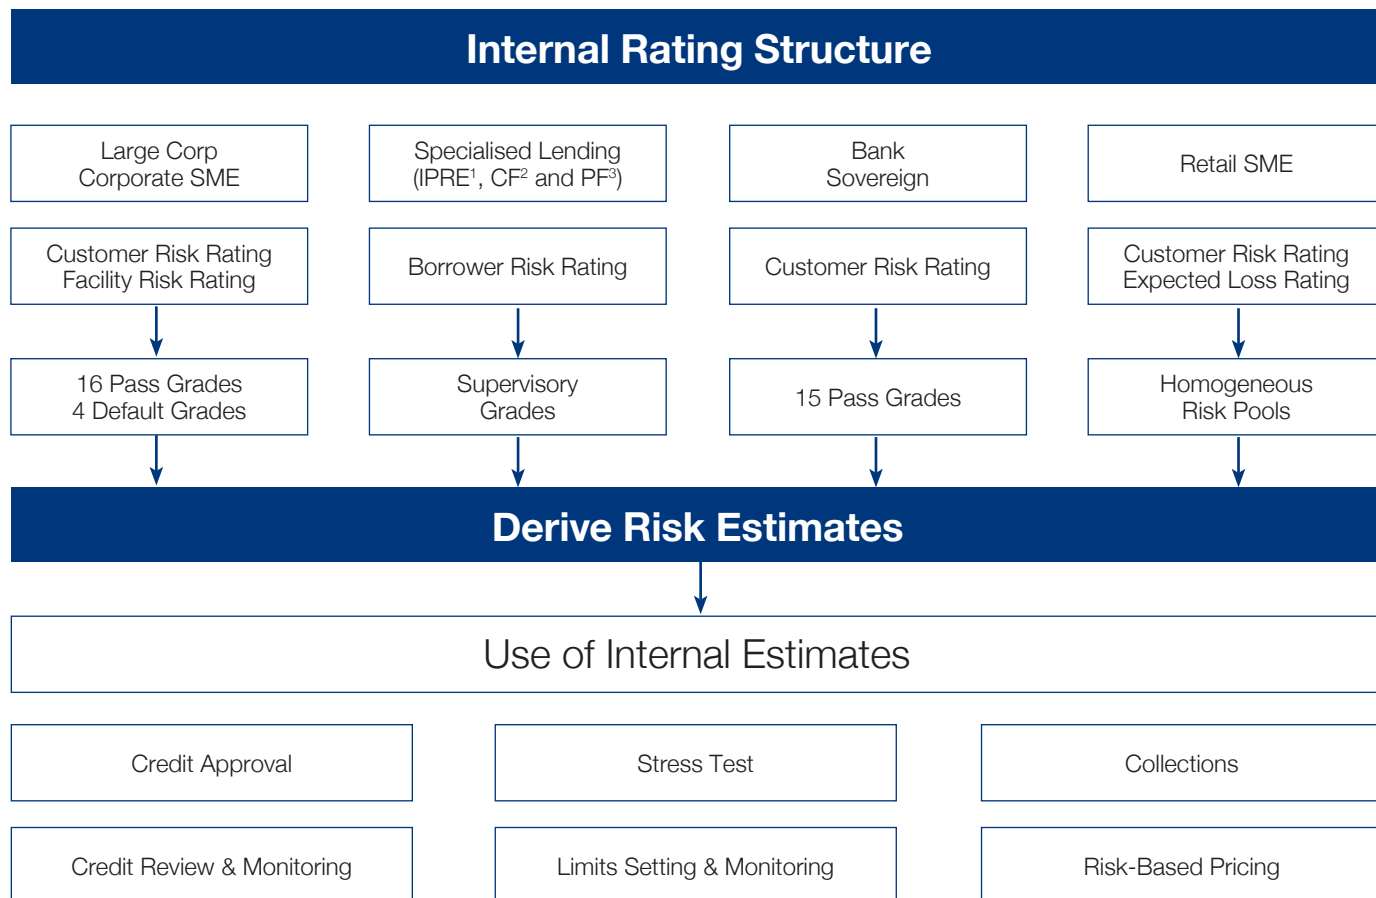 Internal Rating Structure
Large Corp
Corporate SME
Specialised Lending
(IPRE¹, CF² and PF³)
Bank
Sovereign
Retail SME
Customer Risk Rating
Facility Risk Rating
Borrower Risk Rating
Customer Risk Rating
Customer Risk Rating
Expected Loss Rating
16 Pass Grades
4 Default Grades
Supervisory
Grades
15 Pass Grades
Homogeneous
Risk Pools
Derive Risk Estimates
Use of Internal Estimates
Credit Approval
Stress Test
Collections
Credit Review & Monitoring
Limits Setting & Monitoring
Risk-Based Pricing